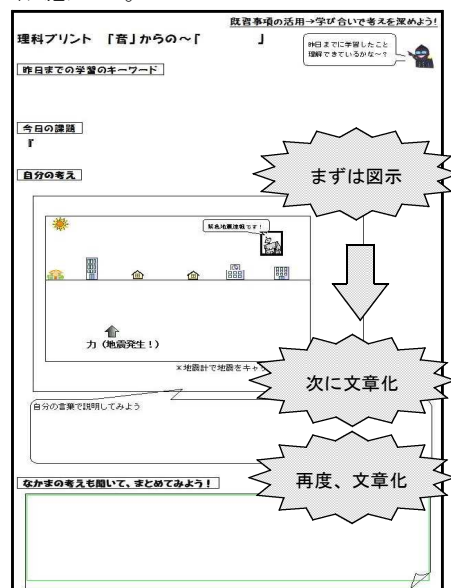 既習事項の活用→学び合いで考えを深めよう!
理科プリント 「音」からの〜「 」
昨日までに学習したこと
理解できているかな〜?
昨日までの学習のキーワード
今日の課題
『
まずは図示
自分の考え
緊急地震速報です!
力(地震発生!)
*地震計で地震をキャッ
次に文章化
自分の言葉で説明してみよう
再度、文章化
なかまの考えも聞いて、まとめてみよう!